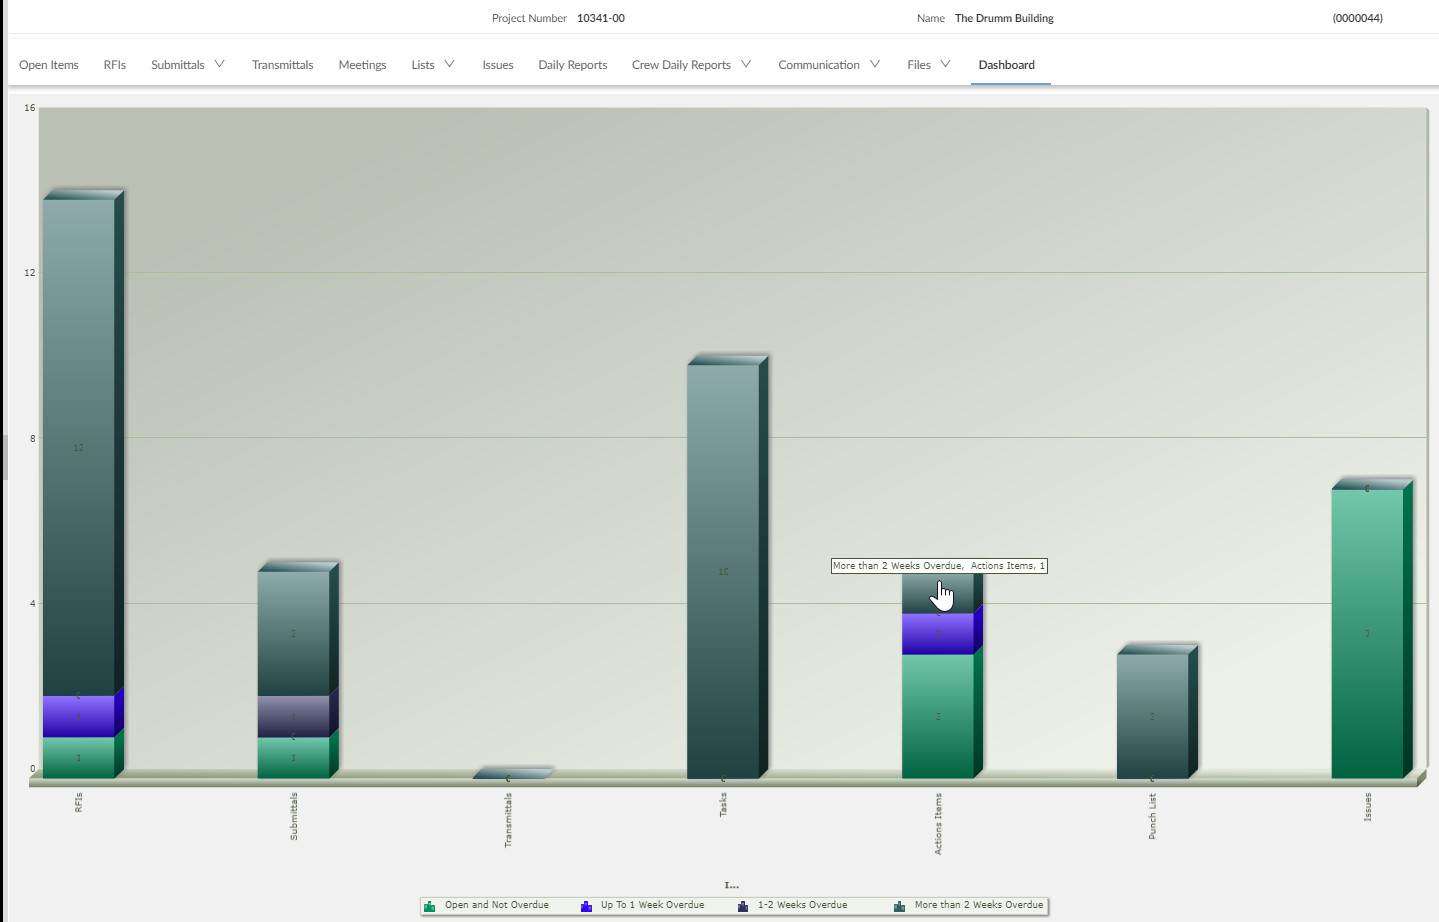 Project Number 10341-00 Name The Drumm Building (0000044)
Open Items RFIs Submittals Transmittals Meetings Lists Issues Daily Reports Crew Daily Reports Communication Files Dashboard
16
12
8
4
0
12
1
1
3
1
1
10
More than 2 Weeks Overdue, Actions Items, 1
1
3
3
7
RFIs
Submittals
Transmittals
Tasks
Actions Items
Punch List
Issues
I...
Open and Not Overdue Up To 1 Week Overdue 1-2 Weeks Overdue More than 2 Weeks Overdue